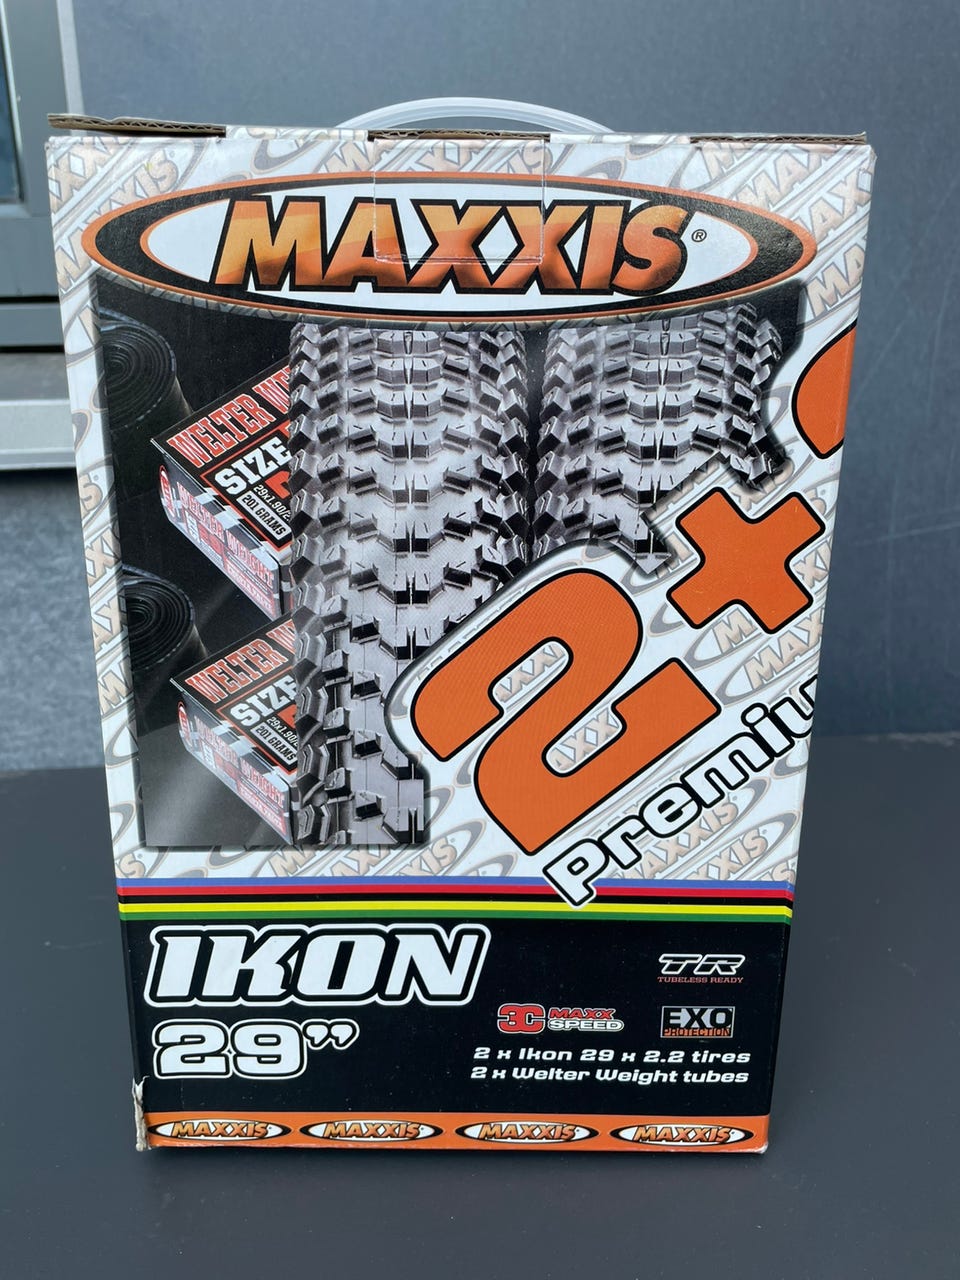 MAXXIS®
WELTER
SIZE
29x1.90/2
201 GRAMS
WELTER WEIGHT
WELTER
SIZE
29x1.90/2
201 GRAMS
WELTER WEIGHT
2+
Premiu
IKON
29”
TR
TUBELESS READY
3C MAXX
SPEED
EXO
PROTECTION
2 x Ikon 29 x 2.2 tires
2 x Welter Weight tubes
MAXXIS MAXXIS MAXXIS MAXXIS